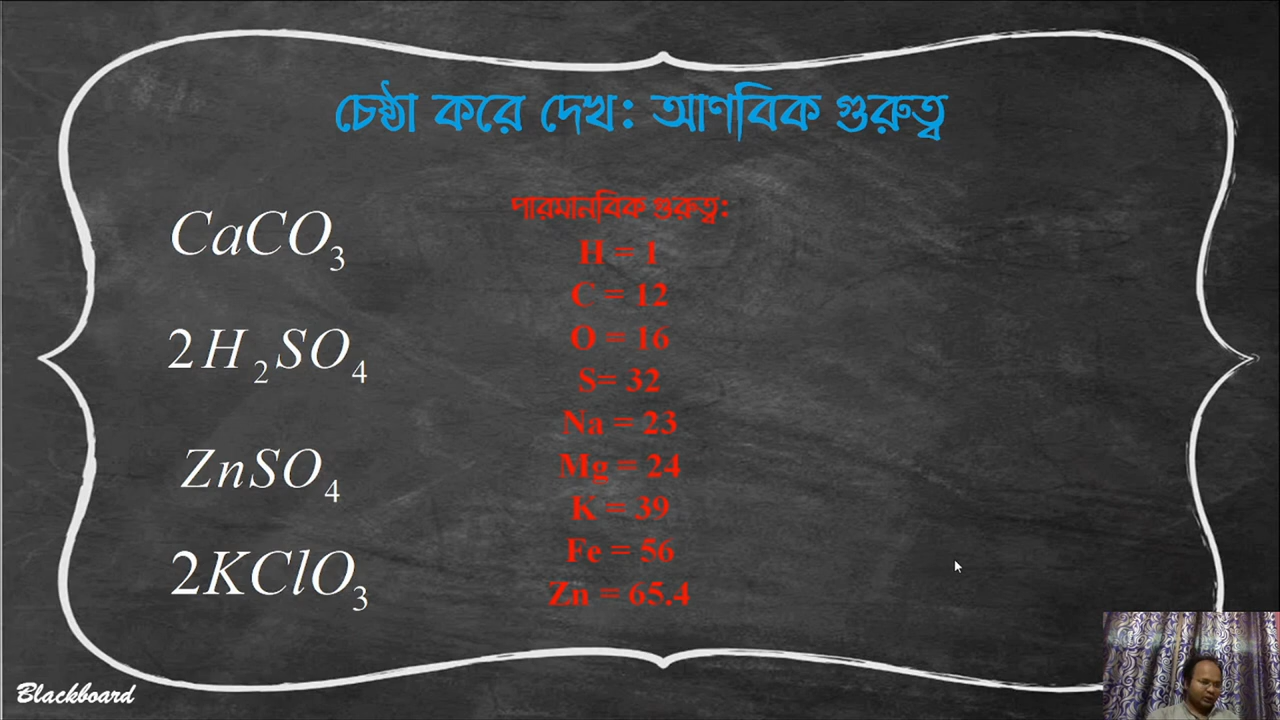 চেষ্ঠা করে দেখ: আণবিক গুরুত্ব
CaCO₃
2H₂SO₄
ZnSO₄
2KClO₃
পারমানবিক গুরুত্ব:
H = 1
C = 12
O = 16
S= 32
Na = 23
Mg = 24
K = 39
Fe = 56
Zn = 65.4
Blackboard